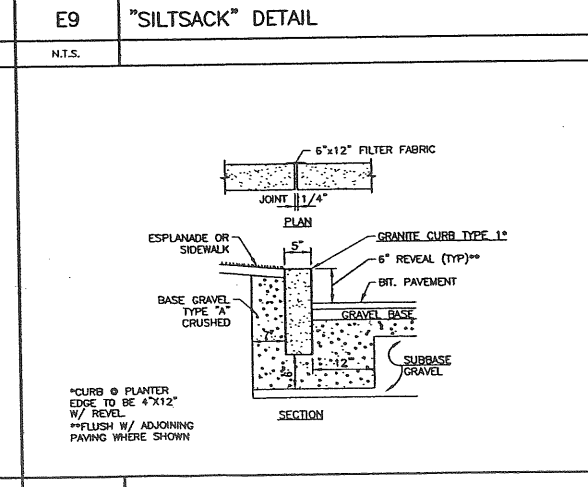 E9
"SILTSACK" DETAIL
N.T.S.
6"x12" FILTER FABRIC
JOINT 1/4"
PLAN
ESPLANADE OR
SIDEWALK
5"
GRANITE CURB TYPE 1*
6" REVEAL (TYP)**
BIT. PAVEMENT
BASE GRAVEL
TYPE "A"
CRUSHED
GRAVEL BASE
7"
12"
6"
SUBBASE
GRAVEL
SECTION
*CURB @ PLANTER
EDGE TO BE 4"X12"
W/ REVEL
**FLUSH W/ ADJOINING
PAVING WHERE SHOWN